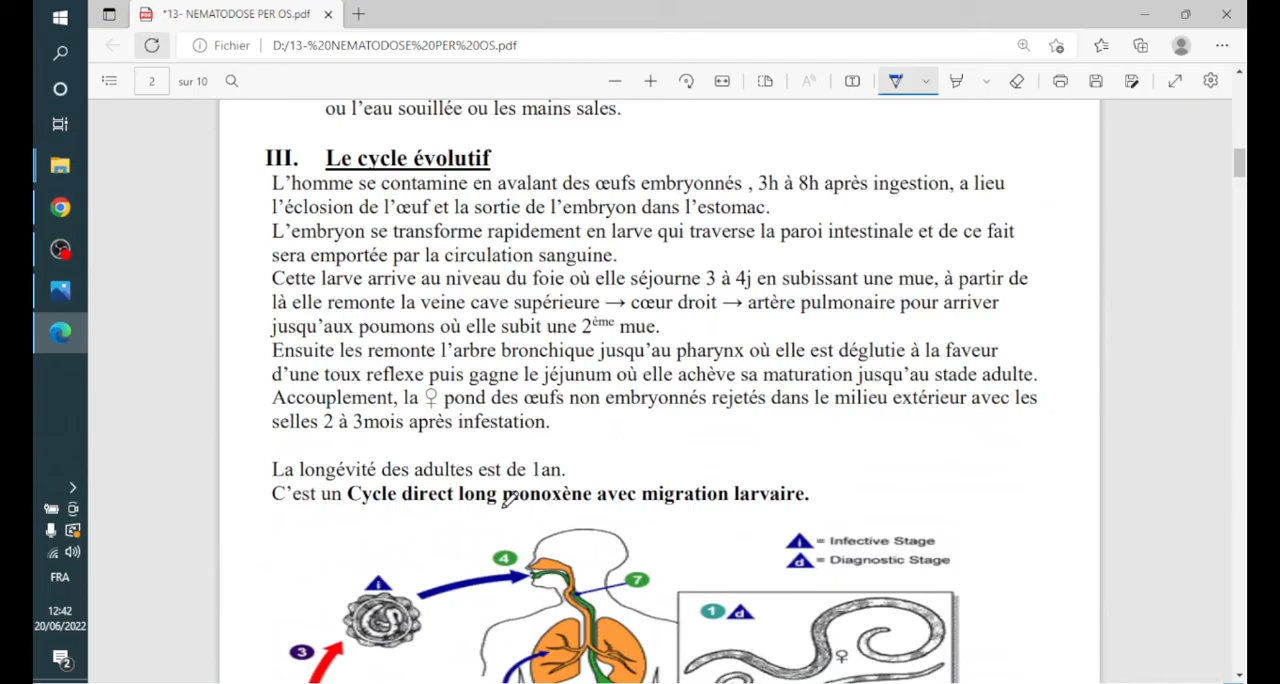 *13- NEMATODOSE PER OS.pdf
Fichier
D:/13-%20NEMATODOSE%20PER%20OS.pdf
2
sur 10
ou l'eau souillée ou les mains sales.
III. Le cycle évolutif
L'homme se contamine en avalant des œufs embryonnés , 3h à 8h après ingestion, a lieu
l'éclosion de l'œuf et la sortie de l'embryon dans l'estomac.
L'embryon se transforme rapidement en larve qui traverse la paroi intestinale et de ce fait
sera emportée par la circulation sanguine.
Cette larve arrive au niveau du foie où elle séjourne 3 à 4j en subissant une mue, à partir de
là elle remonte la veine cave supérieure → cœur droit → artère pulmonaire pour arriver
jusqu'aux poumons où elle subit une 2ème mue.
Ensuite les remonte l'arbre bronchique jusqu'au pharynx où elle est déglutie à la faveur
d'une toux reflexe puis gagne le jéjunum où elle achève sa maturation jusqu'au stade adulte.
Accouplement, la ♀ pond des œufs non embryonnés rejetés dans le milieu extérieur avec les
selles 2 à 3mois après infestation.
La longévité des adultes est de 1an.
C'est un Cycle direct long monoxène avec migration larvaire.
i = Infective Stage
d = Diagnostic Stage
4
i
7
1 d
3
♀
FRA
12:42
20/06/2022
2